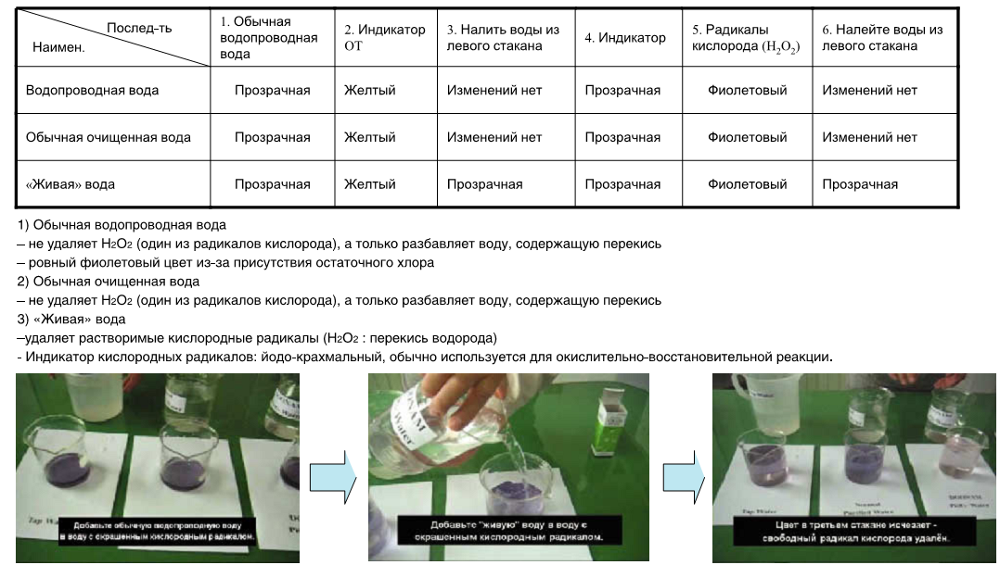 Послед-ть
Наимен.
1. Обычная
водопроводная
вода
2. Индикатор
ОТ
3. Налить воды из
левого стакана
4. Индикатор
5. Радикалы
кислорода (H₂O₂)
6. Налейте воды из
левого стакана
Водопроводная вода Прозрачная Желтый Изменений нет Прозрачная Фиолетовый Изменений нет
Обычная очищенная вода Прозрачная Желтый Изменений нет Прозрачная Фиолетовый Изменений нет
«Живая» вода Прозрачная Желтый Прозрачная Прозрачная Фиолетовый Прозрачная
1) Обычная водопроводная вода
– не удаляет H₂O₂ (один из радикалов кислорода), а только разбавляет воду, содержащую перекись
– ровный фиолетовый цвет из-за присутствия остаточного хлора
2) Обычная очищенная вода
– не удаляет H₂O₂ (один из радикалов кислорода), а только разбавляет воду, содержащую перекись
3) «Живая» вода
–удаляет растворимые кислородные радикалы (H₂O₂ : перекись водорода)
- Индикатор кислородных радикалов: йодо-крахмальный, обычно используется для окислительно-восстановительной реакции.
Tap Wa
Добавьте обычную водопроводную воду
в воду с окрашенным кислородным радикалом.
Water
Добавьте "живую" воду в воду с
окрашенным кислородным радикалом.
Water
Tap Water
Purified Water
Water
Цвет в третьем стакане исчезает -
свободный радикал кислорода удалён.